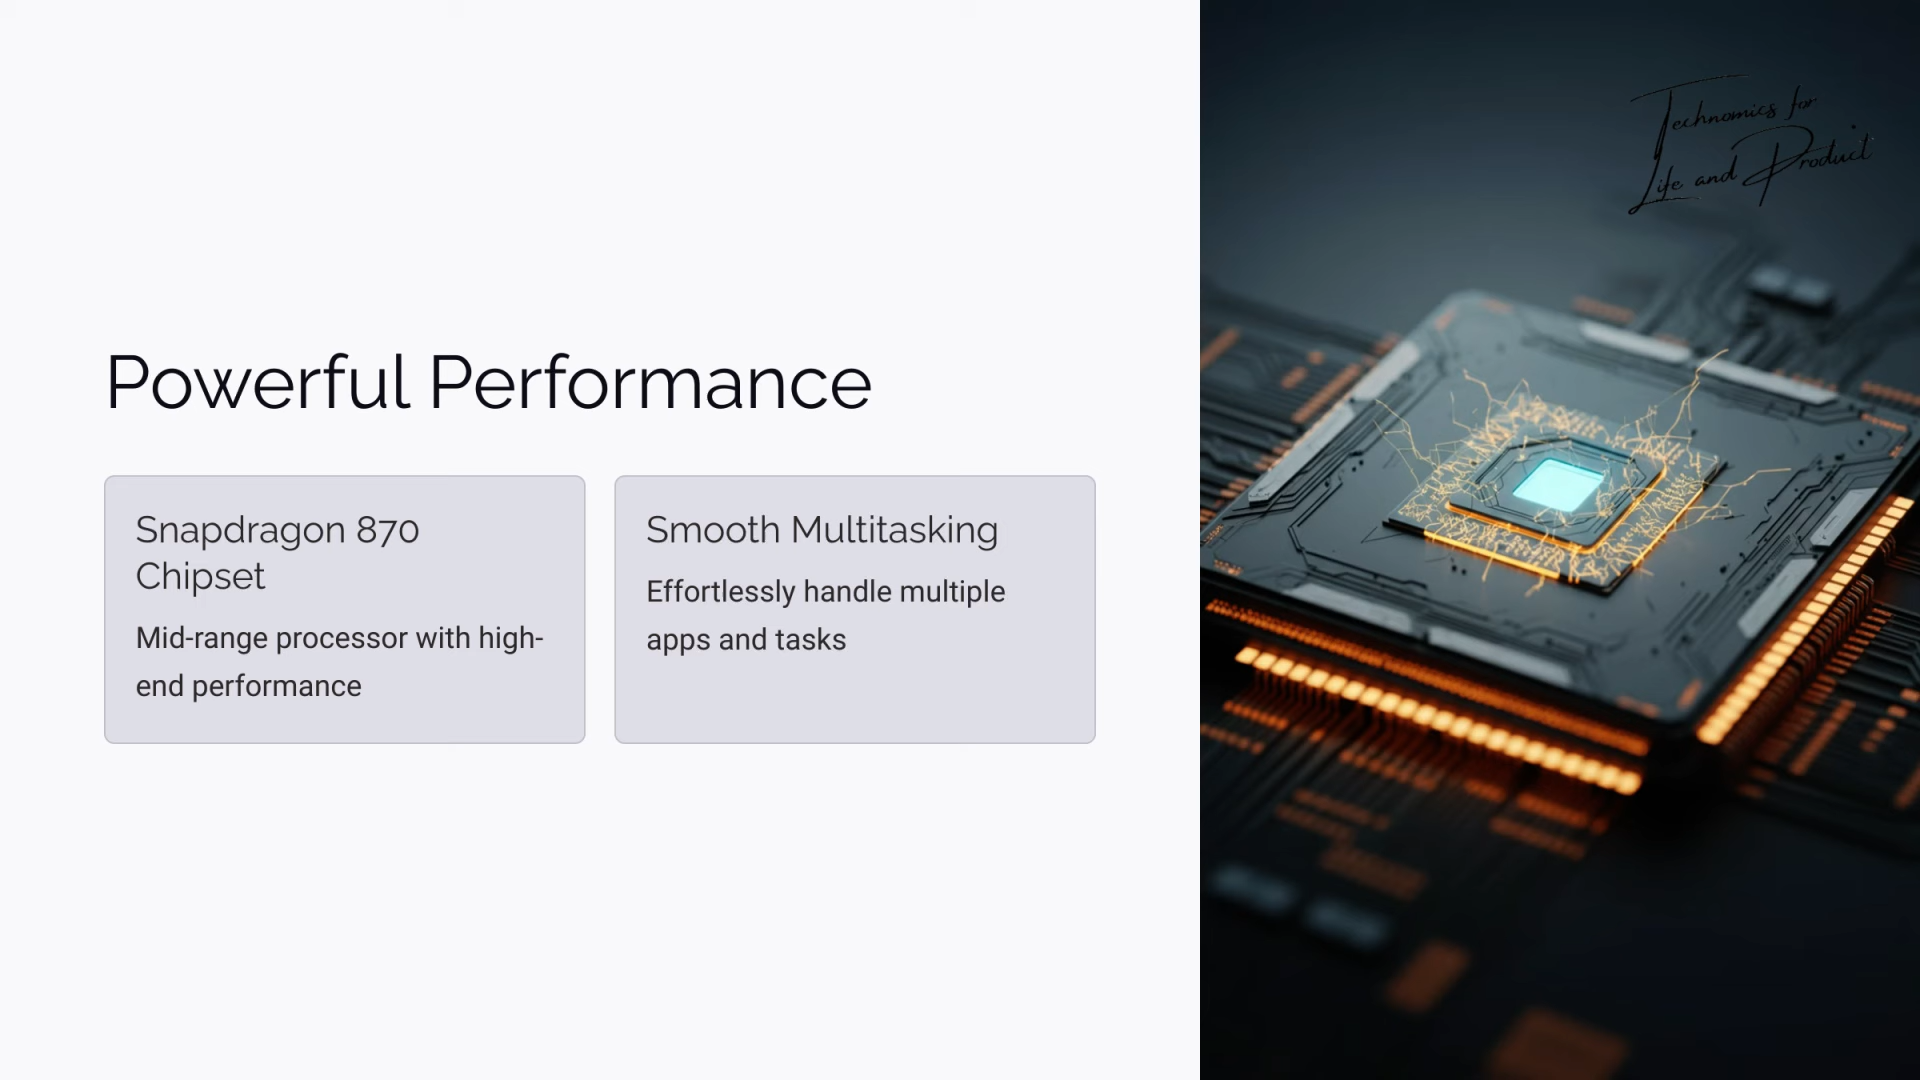 Powerful Performance
Snapdragon 870
Chipset
Mid-range processor with high-
end performance
Smooth Multitasking
Effortlessly handle multiple
apps and tasks
Technomics for
Life and Product